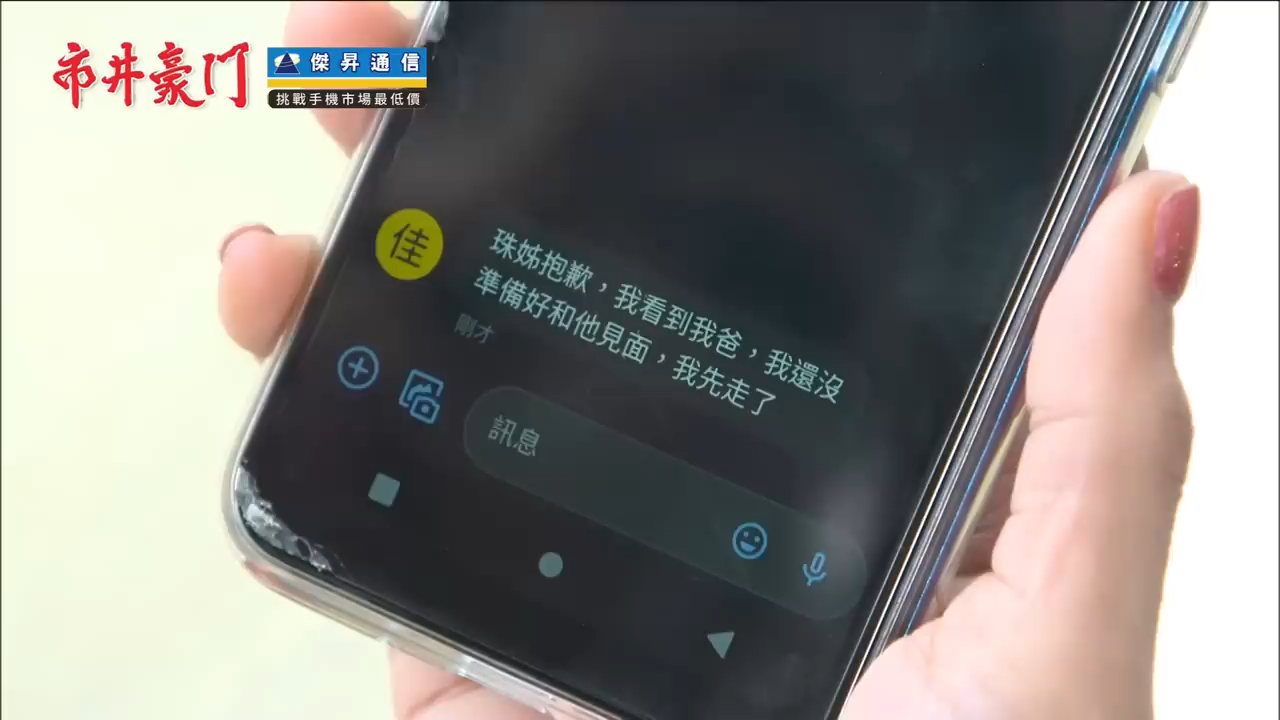 市井豪門
傑昇通信
挑戰手機市場最低價
佳
珠姊抱歉，我看到我爸，我還沒
準備好和他見面，我先走了
剛才
訊息